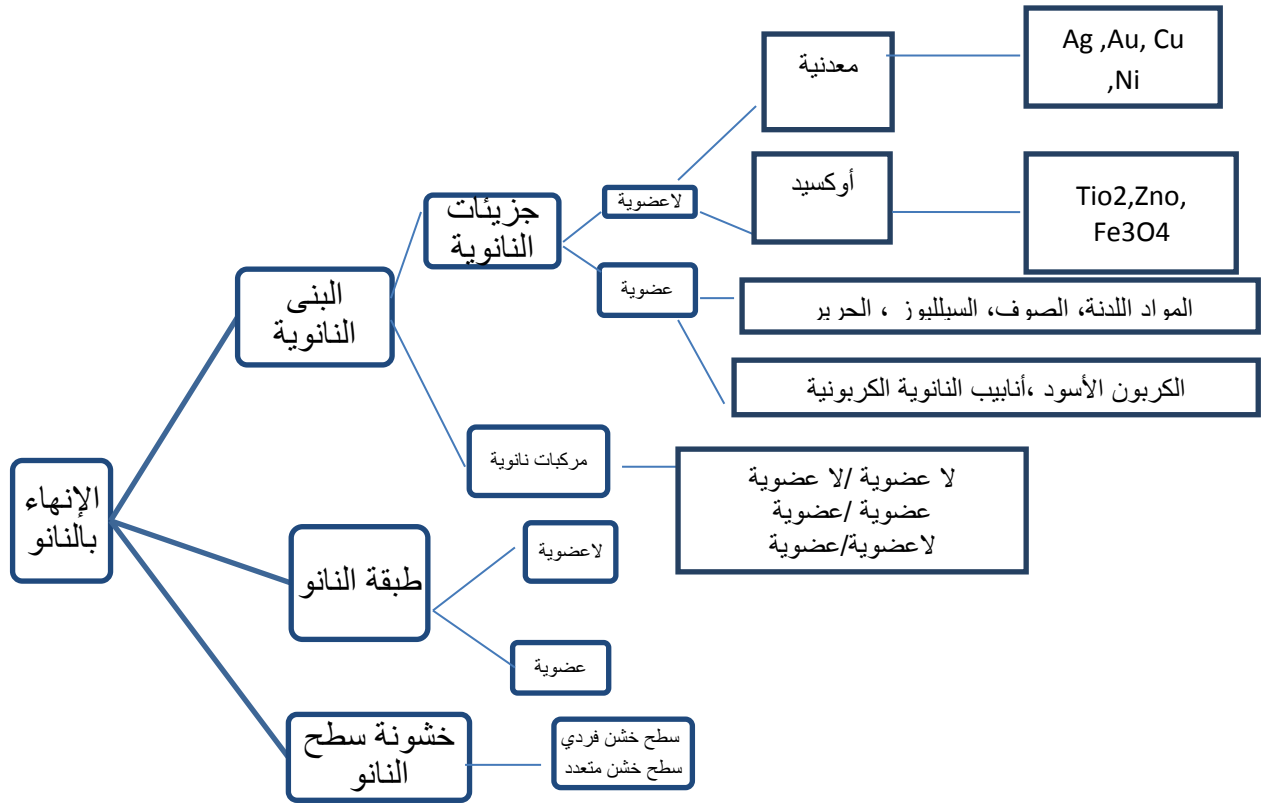 الإنهاء
بالنانو
البنى
النانوية
جزيئات
النانوية
لاعضوية
معدنية
Ag ,Au, Cu
,Ni
أوكسيد
Tio2,Zno,
Fe3O4
عضوية
المواد اللدنة، الصوف، السيلليوز ، الحرير
الكربون الأسود ،أنابيب النانوية الكربونية
مركبات نانوية
لا عضوية /لا عضوية
عضوية /عضوية
لاعضوية/عضوية
طبقة النانو
لاعضوية
عضوية
خشونة سطح
النانو
سطح خشن فردي
سطح خشن متعدد